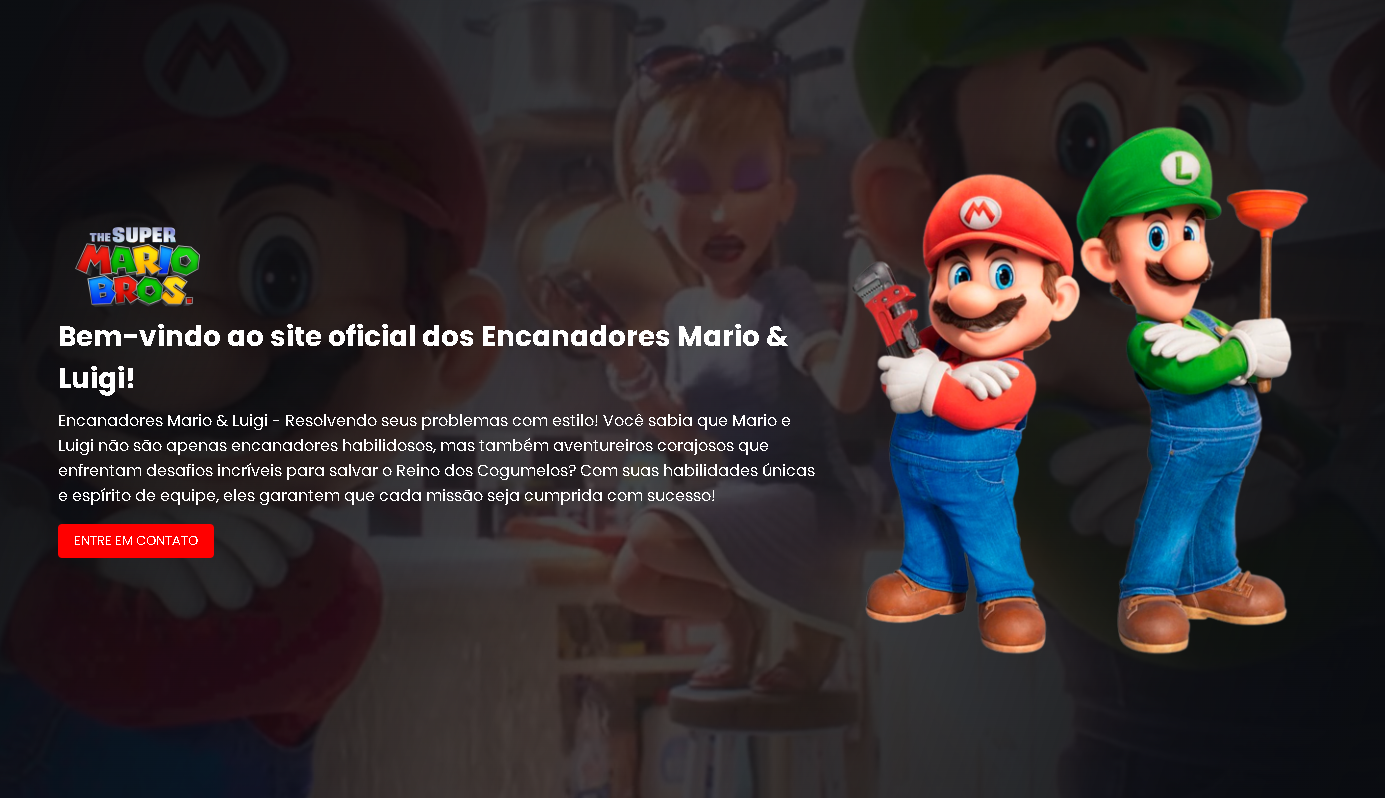 THE SUPER
MARIO
BROS.
Bem-vindo ao site oficial dos Encanadores Mario &
Luigi!
Encanadores Mario & Luigi - Resolvendo seus problemas com estilo! Você sabia que Mario e
Luigi não são apenas encanadores habilidosos, mas também aventureiros corajosos que
enfrentam desafios incríveis para salvar o Reino dos Cogumelos? Com suas habilidades únicas
e espírito de equipe, eles garantem que cada missão seja cumprida com sucesso!
ENTRE EM CONTATO
M
L
M